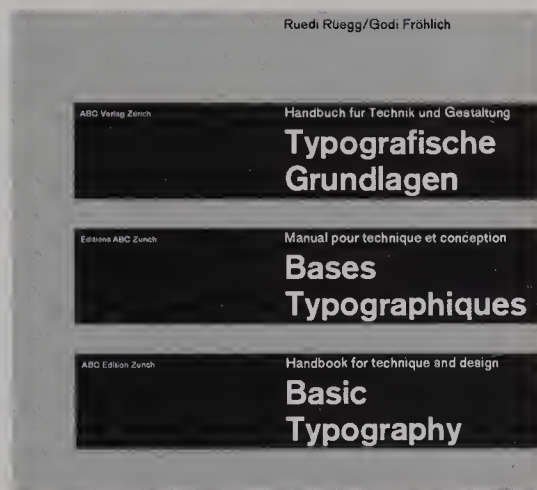 Ruedi Rüegg/Godi Fröhlich
ABC Verlag Zürich
Handbuch für Technik und Gestaltung
Typografische
Grundlagen
Editions ABC Zurich
Manual pour technique et conception
Bases
Typographiques
ABC Edition Zurich
Handbook for technique and design
Basic
Typography